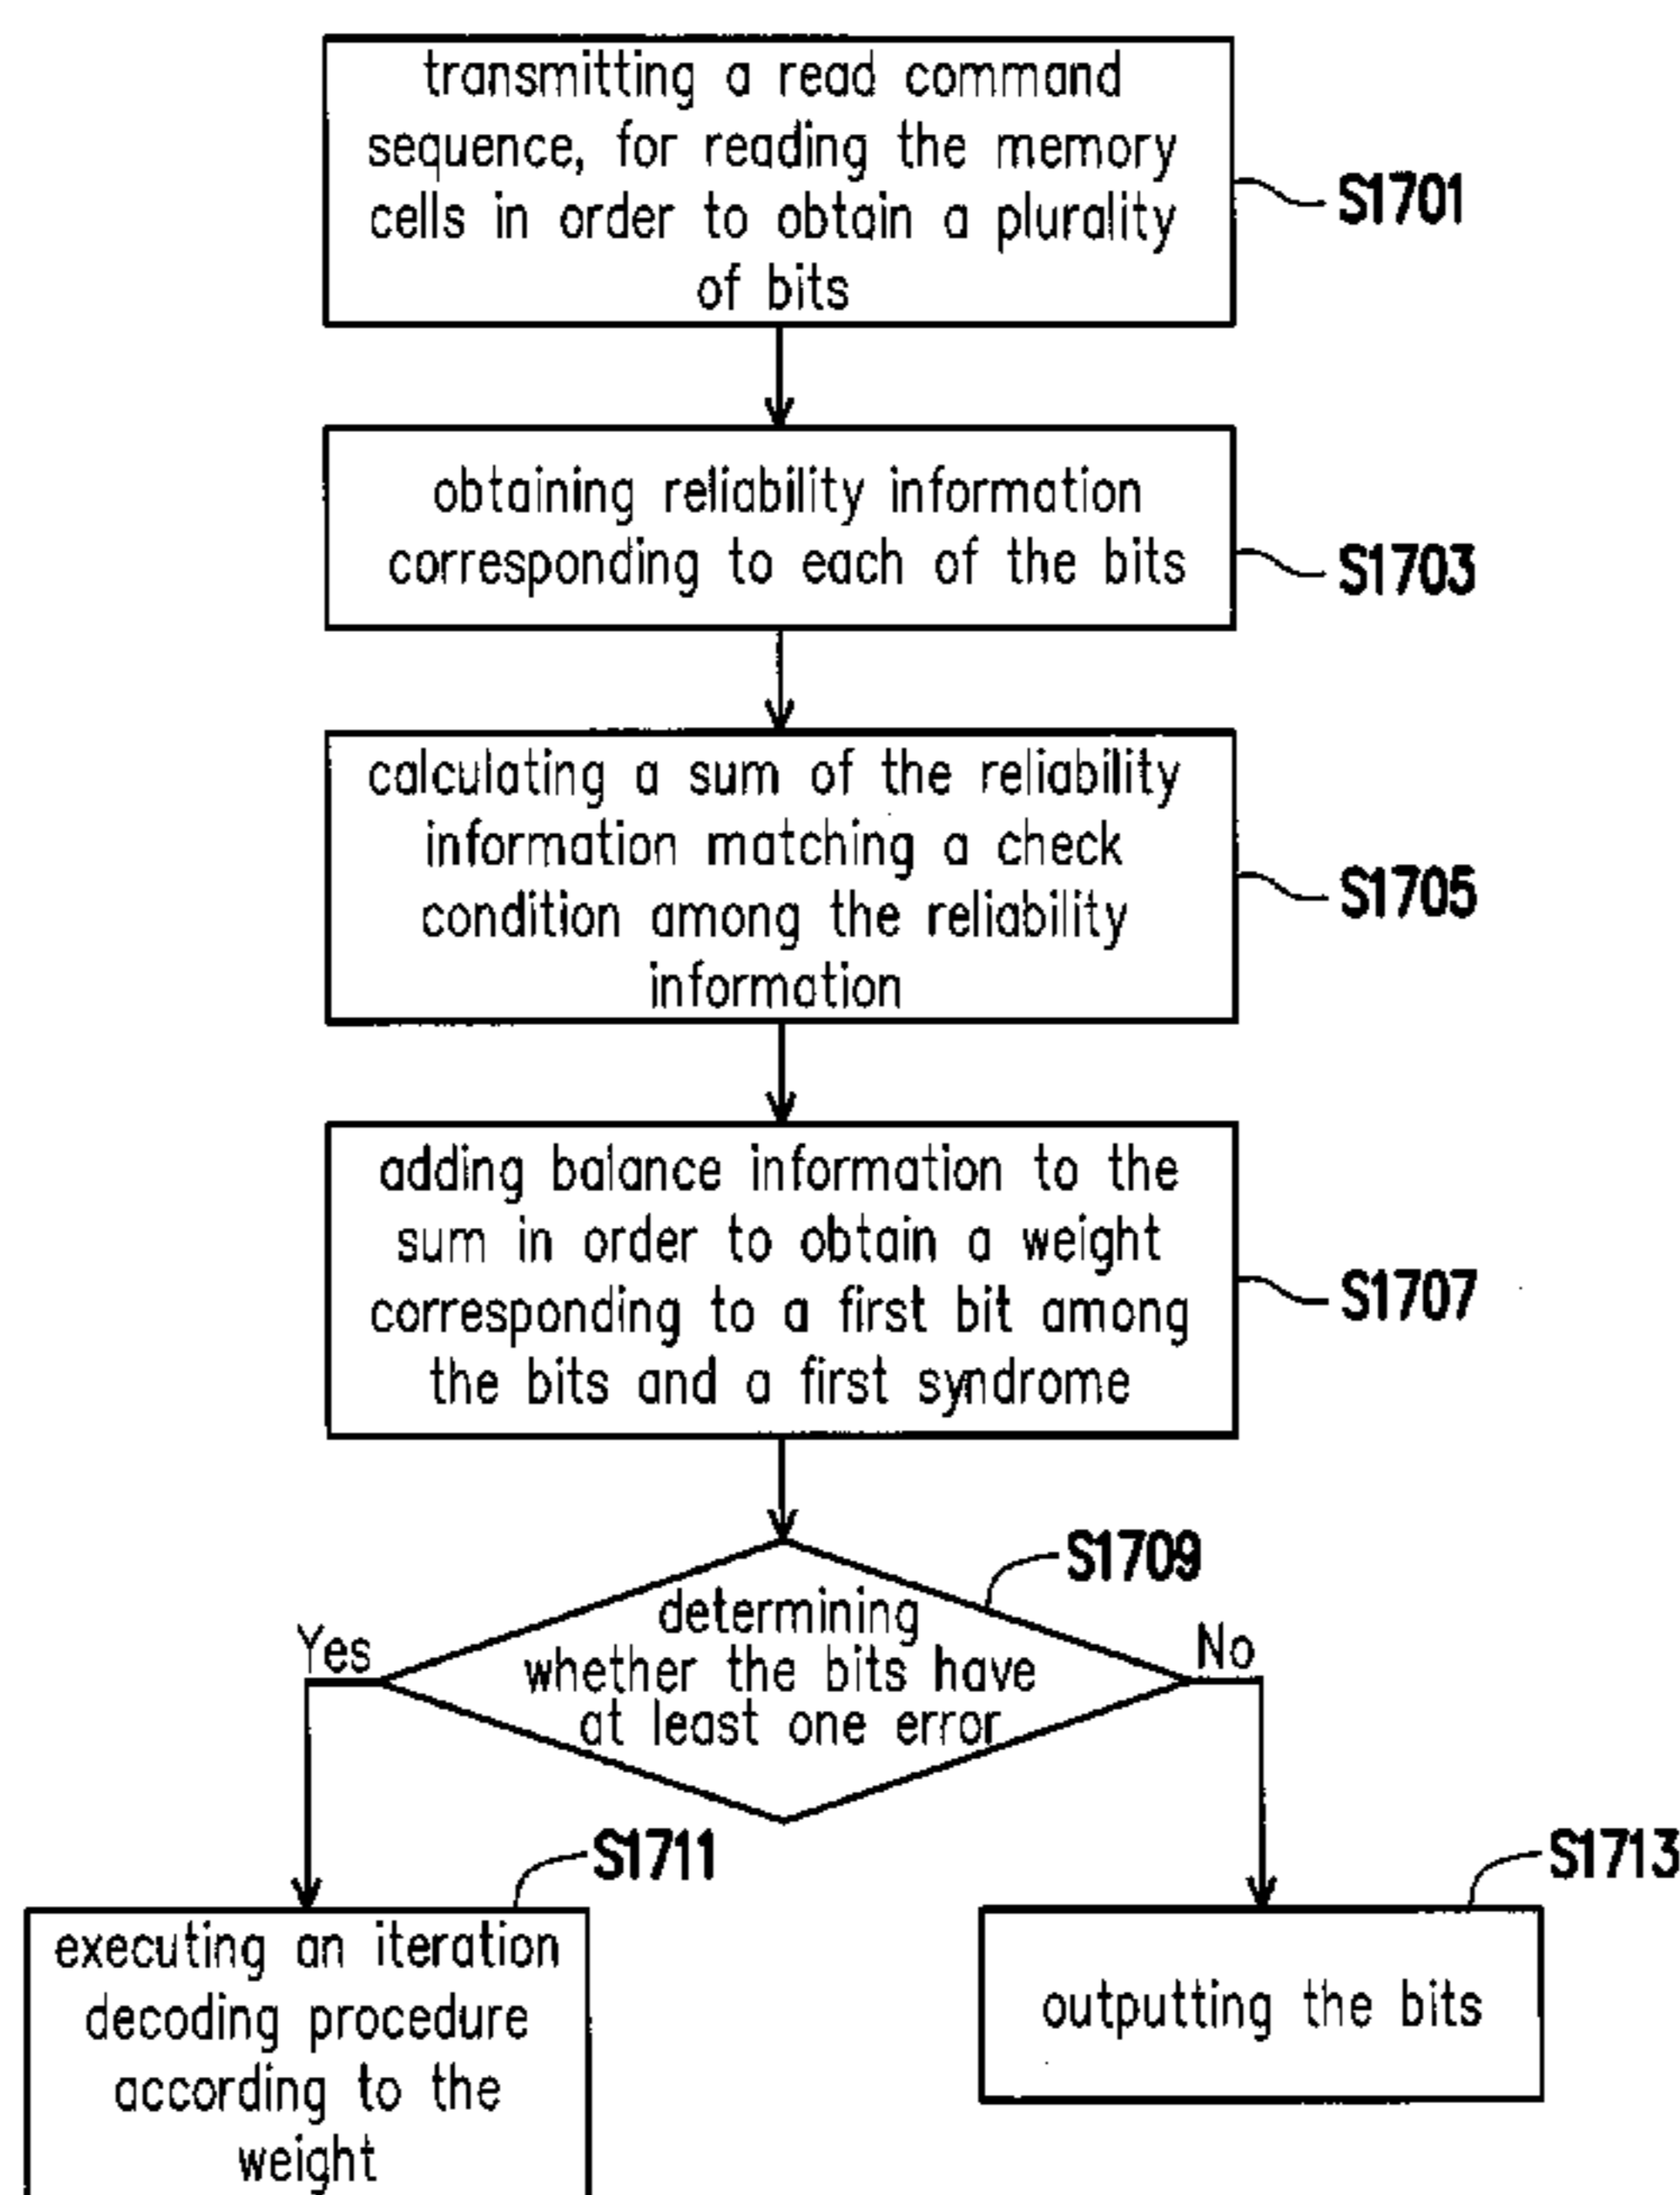 transmitting a read command
sequence, for reading the memory
cells in order to obtain a plurality
of bits
S1701
obtaining reliability information
corresponding to each of the bits
S1703
calculating a sum of the reliability
information matching a check
condition among the reliability
information
S1705
adding balance information to the
sum in order to obtain a weight
corresponding to a first bit among
the bits and a first syndrome
S1707
S1709
determining
whether the bits have
at least one error
Yes
No
S1711
executing an iteration
decoding procedure
according to the
weight
S1713
outputting the bits